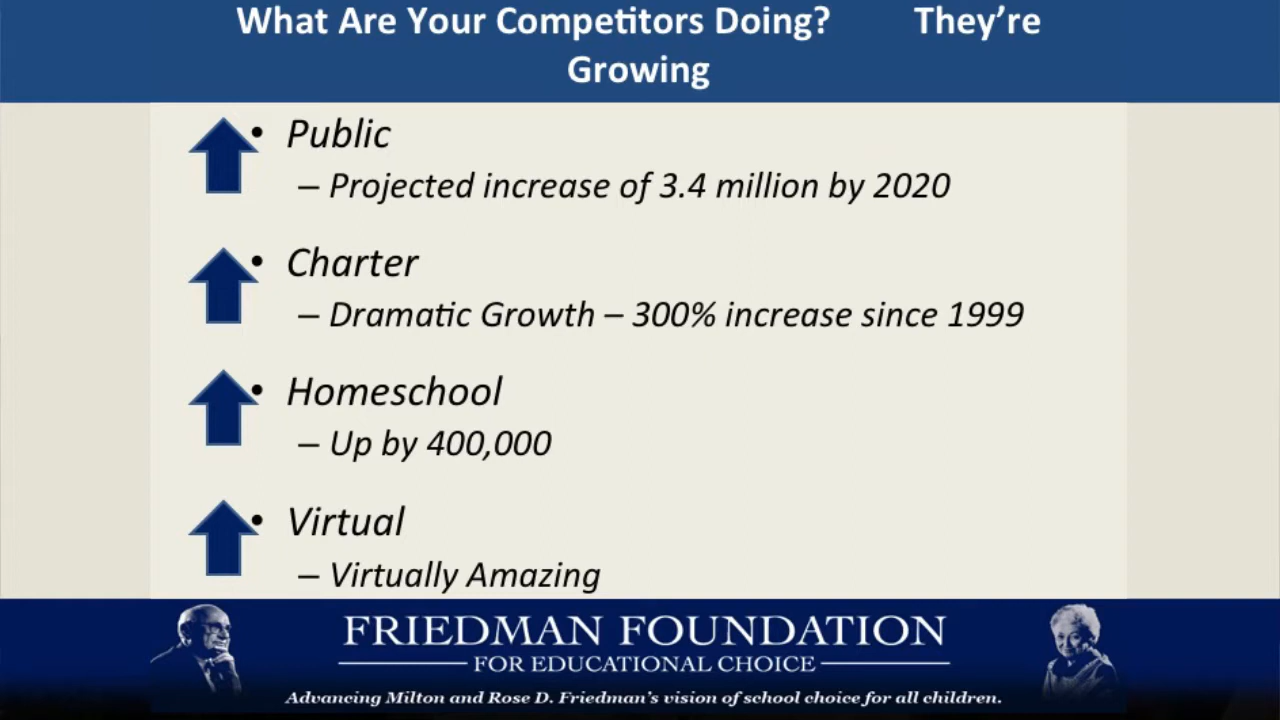 What Are Your Competitors Doing? They're
Growing
• Public
– Projected increase of 3.4 million by 2020
• Charter
– Dramatic Growth – 300% increase since 1999
• Homeschool
– Up by 400,000
• Virtual
– Virtually Amazing
FRIEDMAN FOUNDATION
FOR EDUCATIONAL CHOICE
Advancing Milton and Rose D. Friedman's vision of school choice for all children.